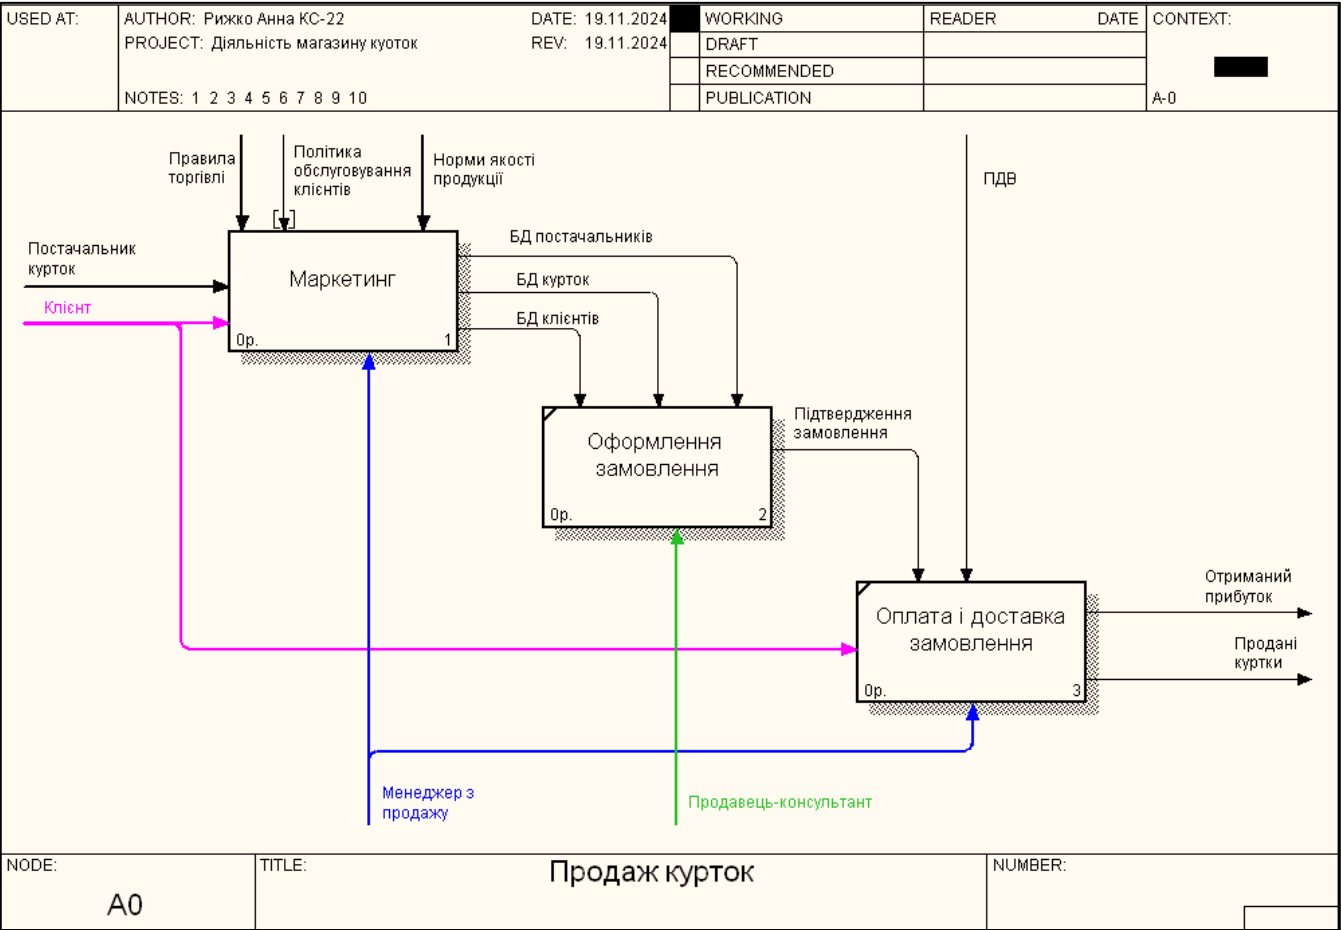 USED AT:
AUTHOR: Рижко Анна КС-22
DATE: 19.11.2024
WORKING
READER
DATE
CONTEXT:
PROJECT: Діяльність магазину куоток
REV: 19.11.2024
DRAFT
RECOMMENDED
NOTES: 1 2 3 4 5 6 7 8 9 10
PUBLICATION
A-0
Правила
торгівлі
Політика
обслуговування
клієнтів
Норми якості
продукції
ПДВ
Постачальник
курток
Клієнт
Маркетинг
0р.
1
БД постачальників
БД курток
БД клієнтів
Оформлення
замовлення
0р.
2
Підтвердження
замовлення
Оплата і доставка
замовлення
0р.
3
Отриманий
прибуток
Продані
куртки
Менеджер з
продажу
Продавець-консультант
NODE:
A0
TITLE:
Продаж курток
NUMBER: